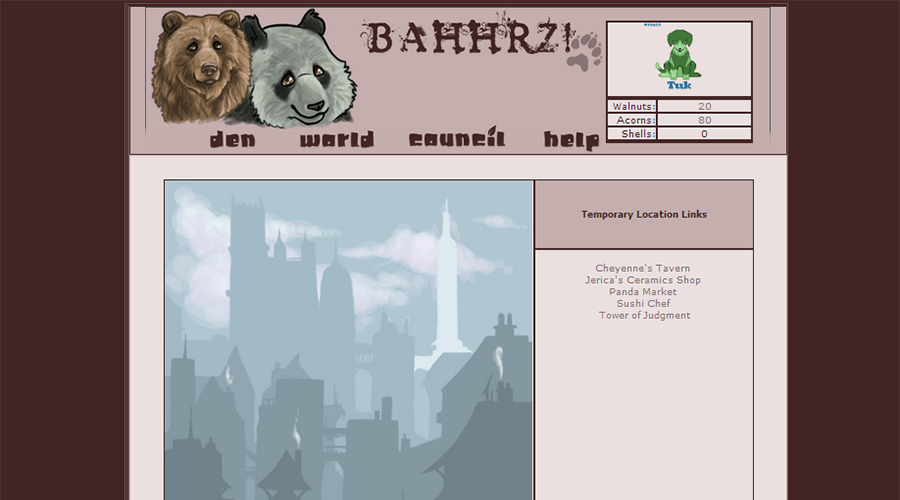 BAHHRZ!
Tuk
Walnuts: 20
Acorns: 80
Shells: 0
den world council help
Temporary Location Links
Cheyenne's Tavern
Jerica's Ceramics Shop
Panda Market
Sushi Chef
Tower of Judgment